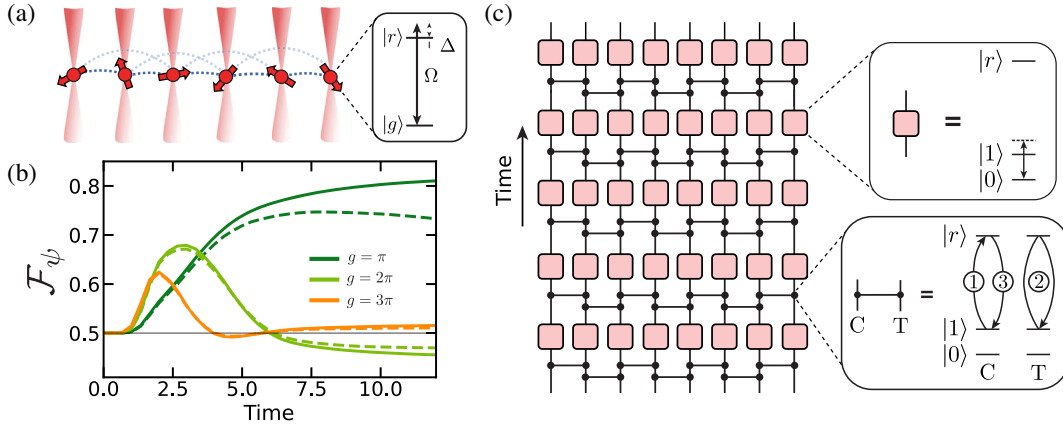 (a)
|r⟩
Δ
Ω
|g⟩
(b)
0.8
0.7
0.6
0.5
ℱ_ψ
g = π
g = 2π
g = 3π
0.0 2.5 5.0 7.5 10.0
Time
(c)
Time
|r⟩
=
|1⟩
|0⟩
|r⟩
1 3 2
C T =
|1⟩
|0⟩
C T